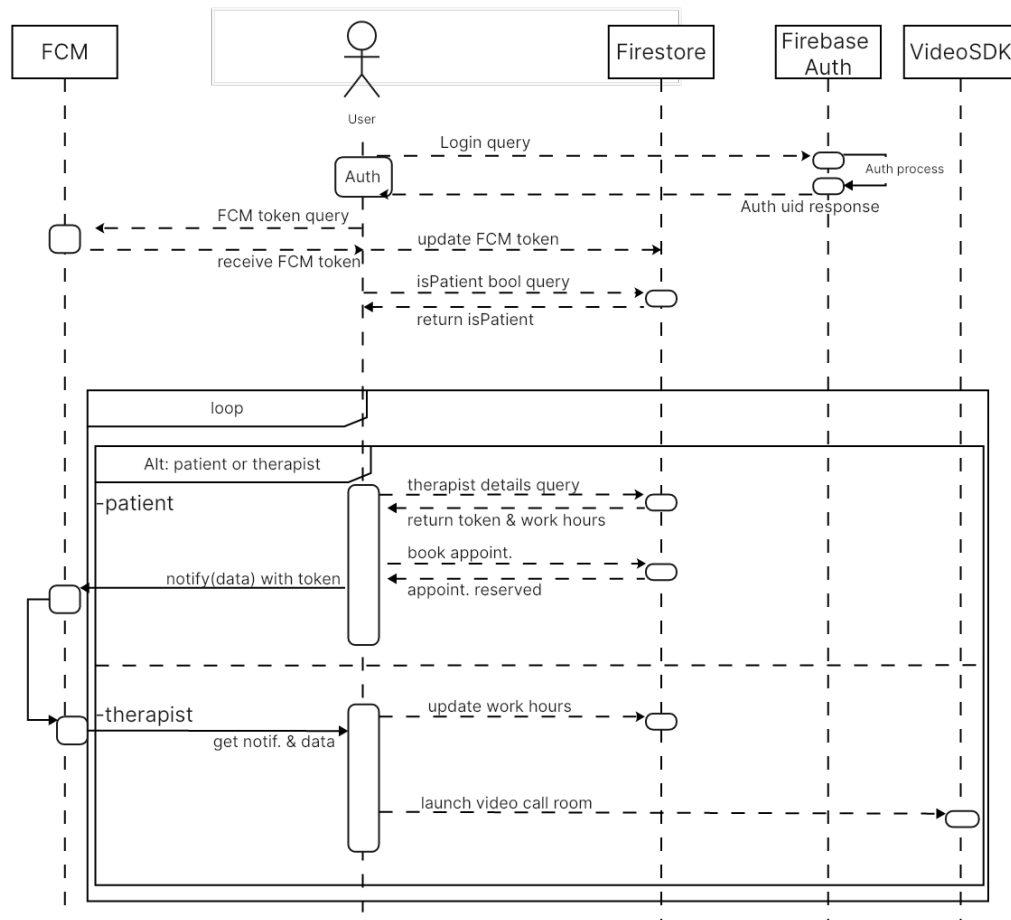 FCM
Firestore
Firebase
Auth
VideoSDK
User
Login query
Auth
Auth process
Auth uid response
FCM token query
update FCM token
receive FCM token
isPatient bool query
return isPatient
loop
Alt: patient or therapist
-patient
therapist details query
return token & work hours
book appoint.
notify(data) with token
appoint. reserved
-therapist
update work hours
get notif. & data
launch video call room